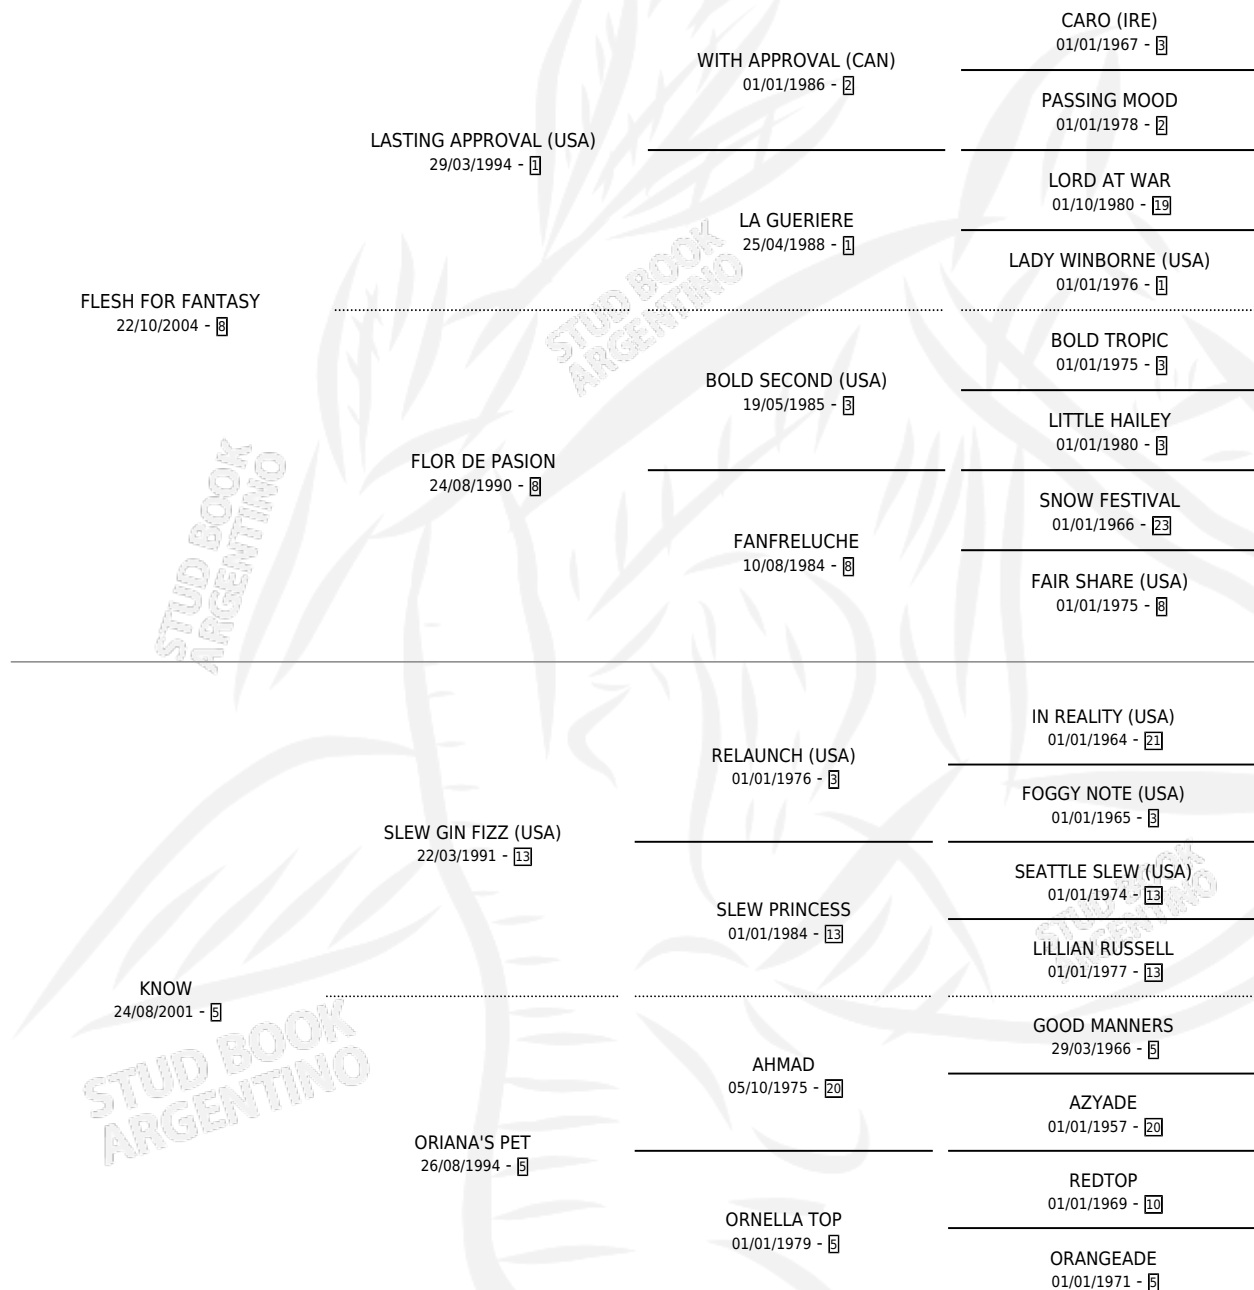 CARO (IRE)
01/01/1967 - 3
WITH APPROVAL (CAN)
01/01/1986 - 2
PASSING MOOD
01/01/1978 - 2
LASTING APPROVAL (USA)
29/03/1994 - 1
LORD AT WAR
01/10/1980 - 19
LA GUERIERE
25/04/1988 - 1
LADY WINBORNE (USA)
01/01/1976 - 1
FLESH FOR FANTASY
22/10/2004 - 8
BOLD TROPIC
01/01/1975 - 3
BOLD SECOND (USA)
19/05/1985 - 3
LITTLE HAILEY
01/01/1980 - 3
FLOR DE PASION
24/08/1990 - 8
SNOW FESTIVAL
01/01/1966 - 23
FANFRELUCHE
10/08/1984 - 8
FAIR SHARE (USA)
01/01/1975 - 8
IN REALITY (USA)
01/01/1964 - 21
RELAUNCH (USA)
01/01/1976 - 3
FOGGY NOTE (USA)
01/01/1965 - 3
SLEW GIN FIZZ (USA)
22/03/1991 - 13
SEATTLE SLEW (USA)
01/01/1974 - 13
SLEW PRINCESS
01/01/1984 - 13
LILLIAN RUSSELL
01/01/1977 - 13
KNOW
24/08/2001 - 5
GOOD MANNERS
29/03/1966 - 5
AHMAD
05/10/1975 - 20
AZYADE
01/01/1957 - 20
ORIANA'S PET
26/08/1994 - 5
REDTOP
01/01/1969 - 10
ORNELLA TOP
01/01/1979 - 5
ORANGEADE
01/01/1971 - 5
STUD BOOK
ARGENTINO
STUD BOOK
ARGENTINO
STUD BOOK
ARGENTINO
STUD BOOK
ARGENTINO